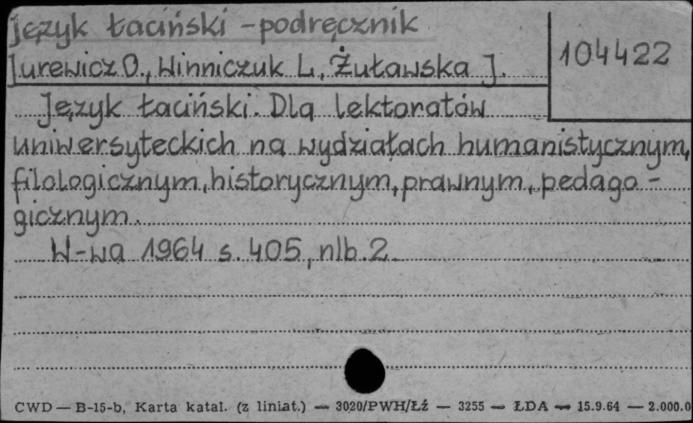 Język łaciński - podręcznik
104422
Jurewicz O., Winniczuk L., Żuławska J.
Język łaciński. Dla lektoratów
uniwersyteckich na wydziałach humanistycznym,
filologicznym, historycznym, prawnym, pedago-
gicznym.
W-wa 1964 s. 405, nlb. 2.
CWD — B-15-b, Karta katal. (z liniat.) — 3020/PWH/Łź — 3255 — ŁDA — 15.9.64 — 2.000.0